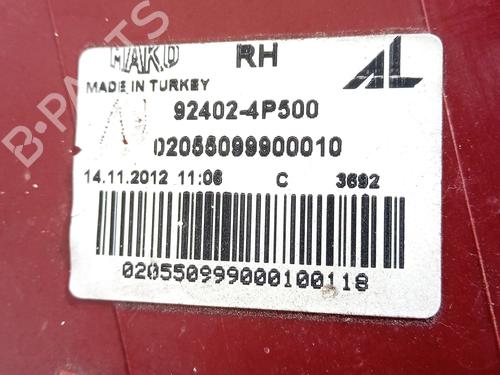 HAKO RH AL
MADE IN TURKEY
92402-4P500
02055099900010
14.11.2012 11:06 C 3692
020550999000100118
B-PARTS